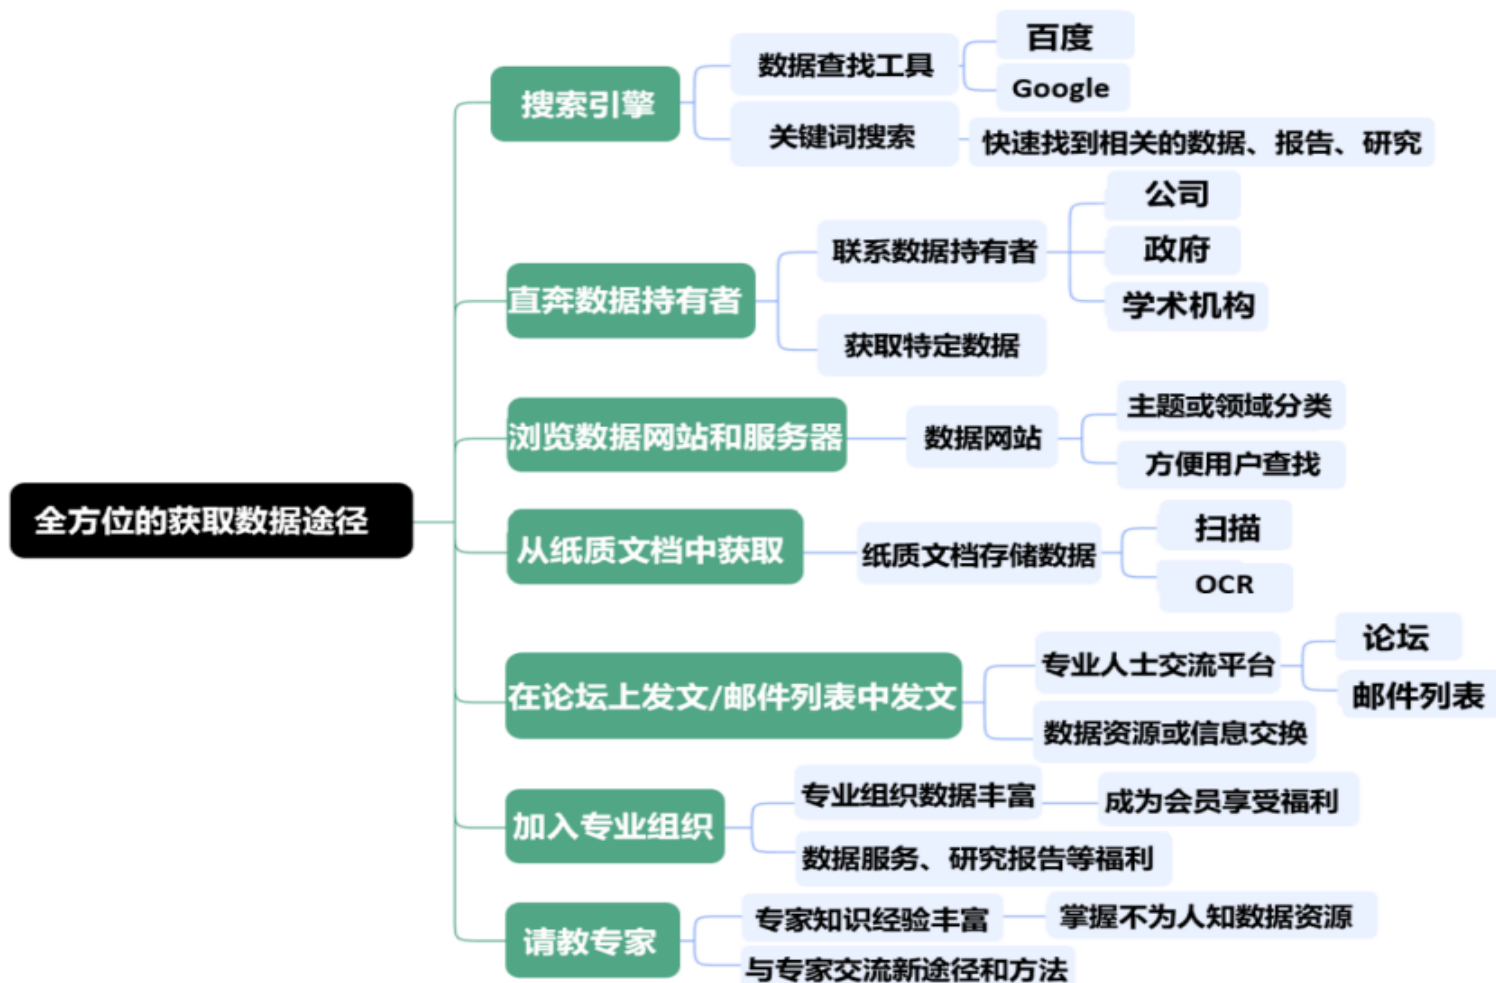 全方位的获取数据途径
搜索引擎
数据查找工具
百度
Google
关键词搜索
快速找到相关的数据、报告、研究
直奔数据持有者
联系数据持有者
公司
政府
学术机构
获取特定数据
浏览数据网站和服务器
数据网站
主题或领域分类
方便用户查找
从纸质文档中获取
纸质文档存储数据
扫描
OCR
在论坛上发文/邮件列表中发文
专业人士交流平台
论坛
邮件列表
数据资源或信息交换
加入专业组织
专业组织数据丰富
成为会员享受福利
数据服务、研究报告等福利
请教专家
专家知识经验丰富
掌握不为人知数据资源
与专家交流新途径和方法